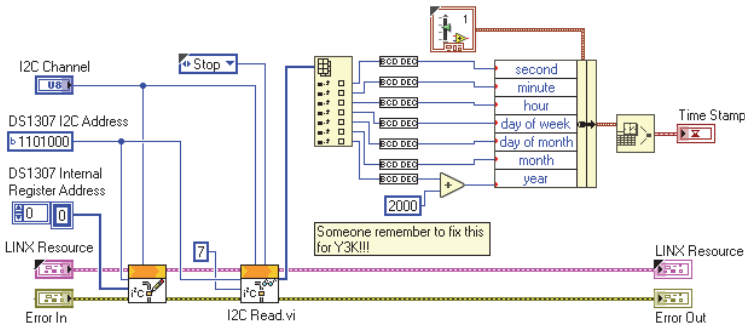 I2C Channel
U8
Stop
DS1307 I2C Address
b 1101000
DS1307 Internal
Register Address
0
0
LINX Resource
Error In
i²C
7
i²C
I2C Read.vi
BCD DEC
BCD DEC
BCD DEC
BCD DEC
BCD DEC
BCD DEC
BCD DEC
2000
+
1
second
minute
hour
day of week
day of month
month
year
Someone remember to fix this
for Y3K!!!
Time Stamp
LINX Resource
Error Out